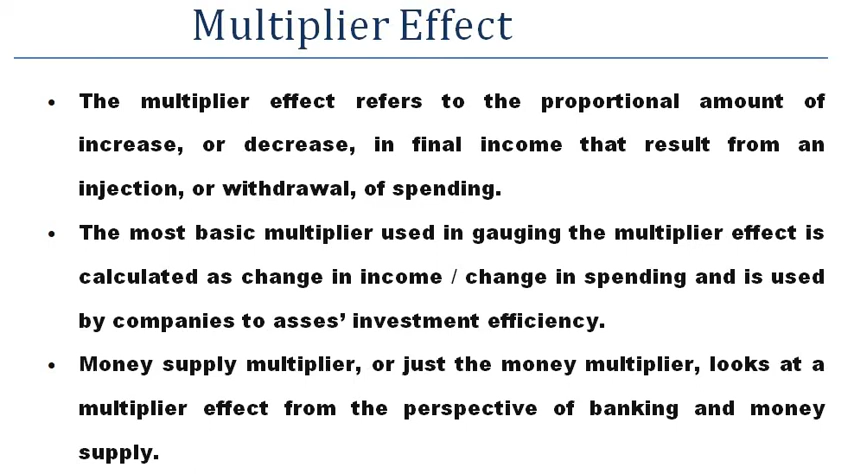 Multiplier Effect
• The multiplier effect refers to the proportional amount of
increase, or decrease, in final income that result from an
injection, or withdrawal, of spending.
• The most basic multiplier used in gauging the multiplier effect is
calculated as change in income / change in spending and is used
by companies to asses’ investment efficiency.
• Money supply multiplier, or just the money multiplier, looks at a
multiplier effect from the perspective of banking and money
supply.